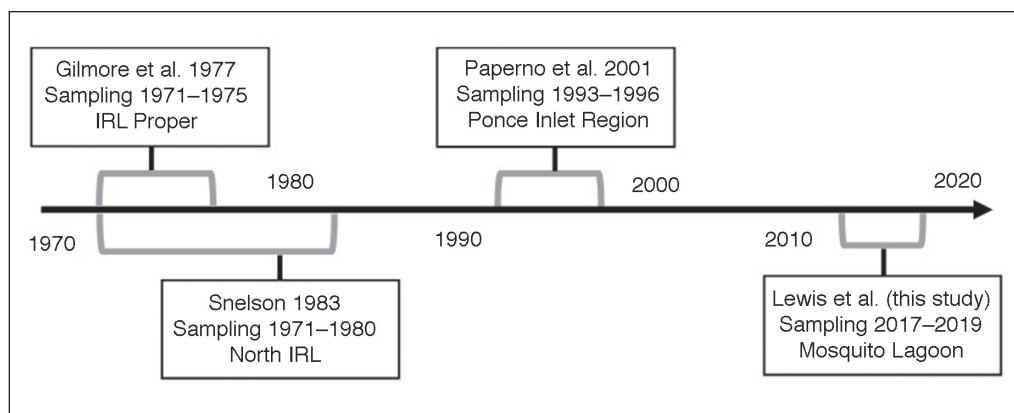 Gilmore et al. 1977
Sampling 1971–1975
IRL Proper
Paperno et al. 2001
Sampling 1993–1996
Ponce Inlet Region
1980
2000
2020
1970
1990
2010
Snelson 1983
Sampling 1971–1980
North IRL
Lewis et al. (this study)
Sampling 2017–2019
Mosquito Lagoon